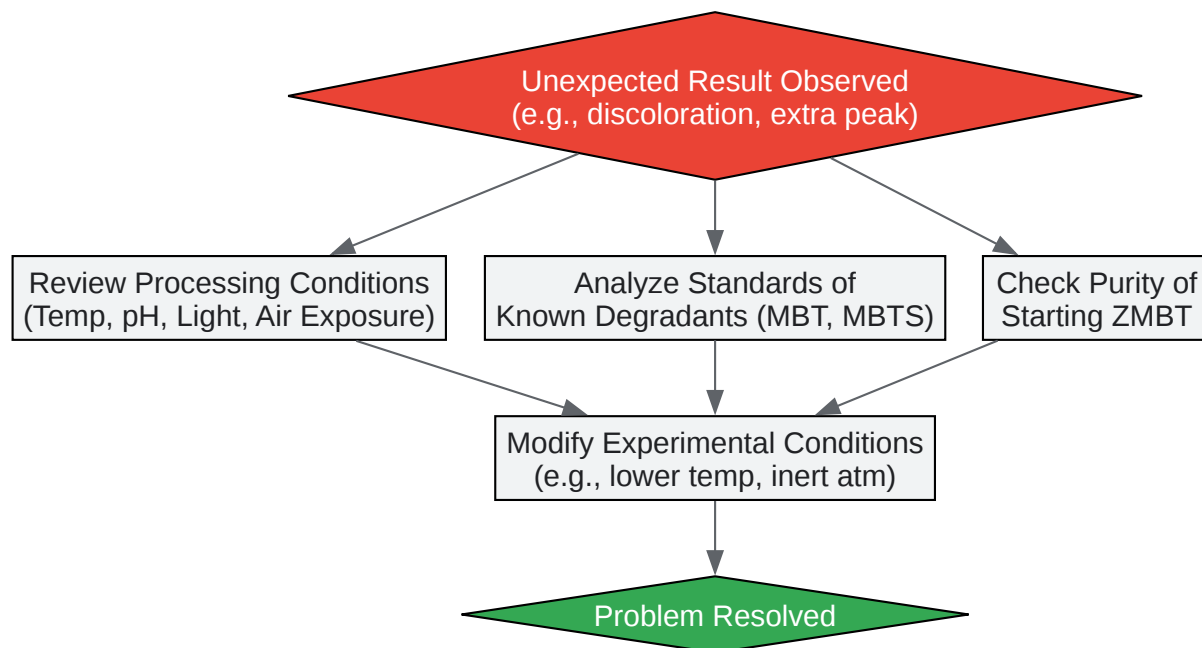 Unexpected Result Observed
(e.g., discoloration, extra peak)
Review Processing Conditions
(Temp, pH, Light, Air Exposure)
Analyze Standards of
Known Degradants (MBT, MBTS)
Check Purity of
Starting ZMBT
Modify Experimental Conditions
(e.g., lower temp, inert atm)
Problem Resolved